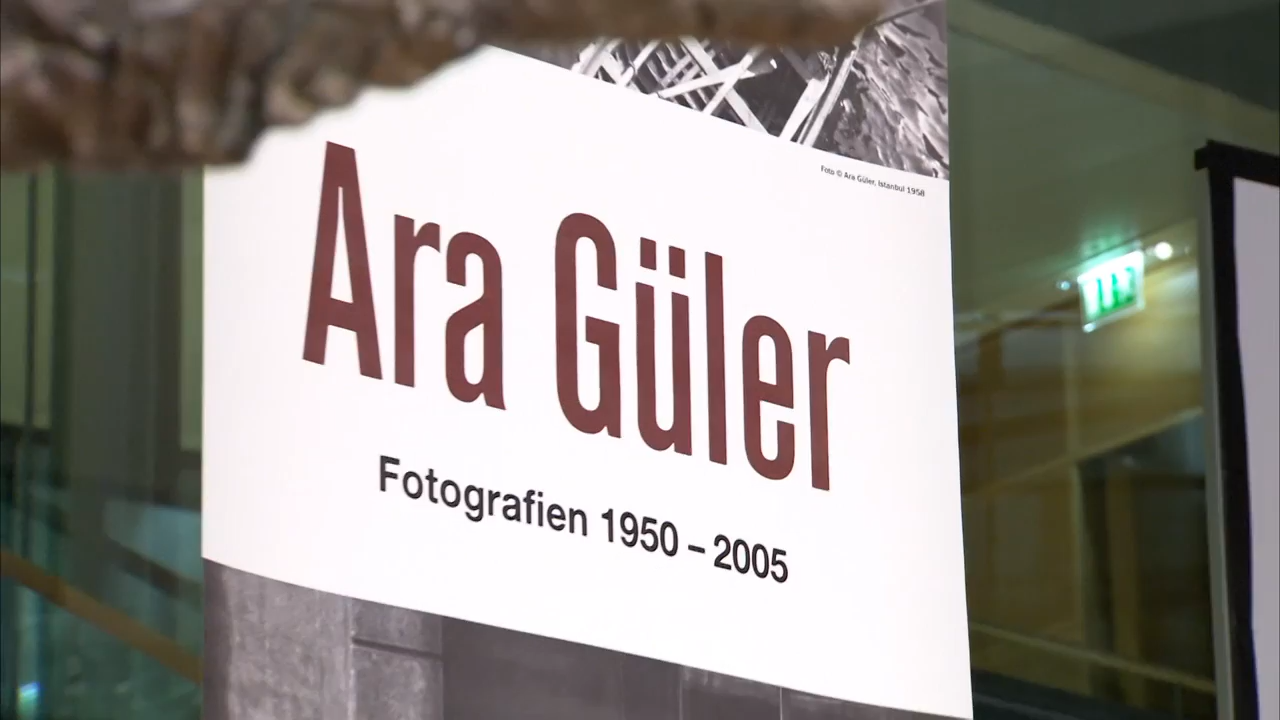 Foto © Ara Güler, Istanbul 1958
Ara Güler
Fotografien 1950 – 2005